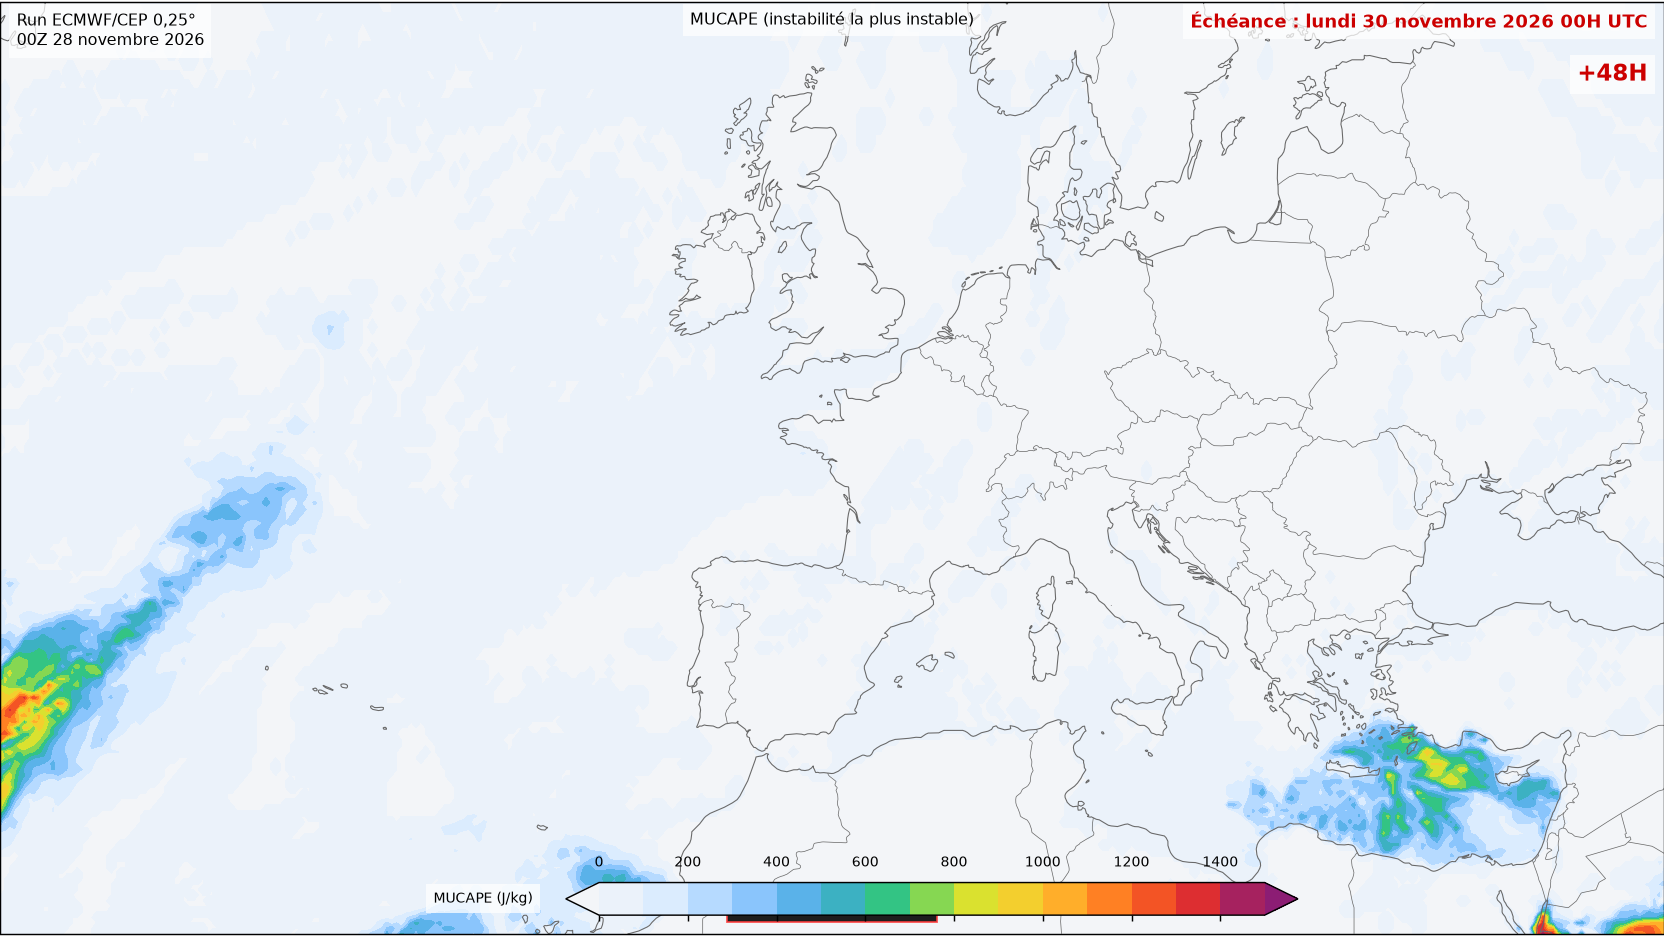 Run ECMWF/CEP 0,25°
00Z 28 novembre 2026
MUCAPE (instabilité la plus instable)
Échéance : lundi 30 novembre 2026 00H UTC
+48H
0 200 400 600 800 1000 1200 1400
MUCAPE (J/kg)